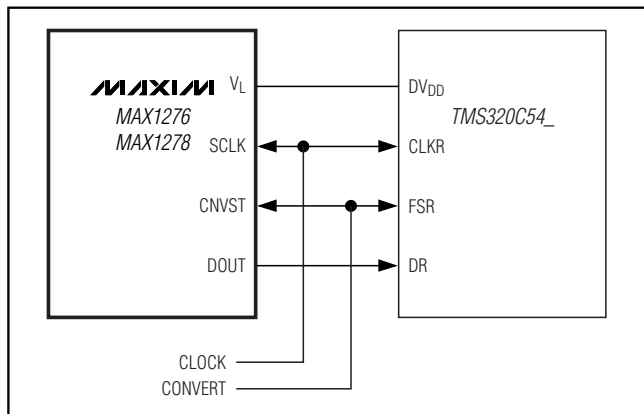 MAXIM
MAX1276
MAX1278
VL
SCLK
CNVST
DOUT
DVDD
TMS320C54_
CLKR
FSR
DR
CLOCK
CONVERT